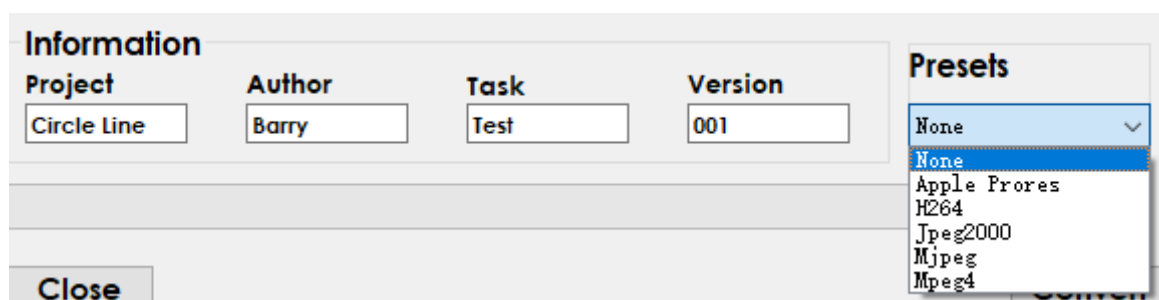 Information
Project Author Task Version
Circle Line Barry Test 001
Presets
None
None
Apple Prores
H264
Jpeg2000
Mjpeg
Mpeg4
Close